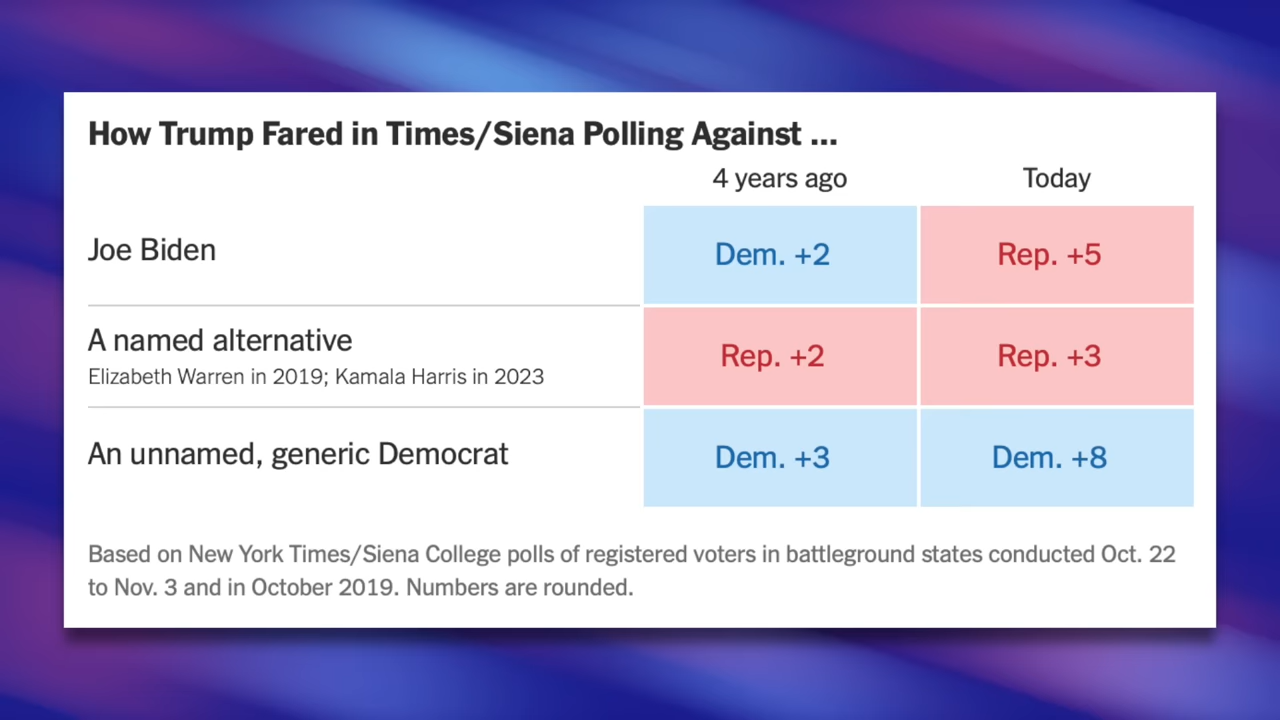 How Trump Fared in Times/Siena Polling Against ...
4 years ago Today
Joe Biden Dem. +2 Rep. +5
A named alternative Rep. +2 Rep. +3
Elizabeth Warren in 2019; Kamala Harris in 2023
An unnamed, generic Democrat Dem. +3 Dem. +8
Based on New York Times/Siena College polls of registered voters in battleground states conducted Oct. 22
to Nov. 3 and in October 2019. Numbers are rounded.